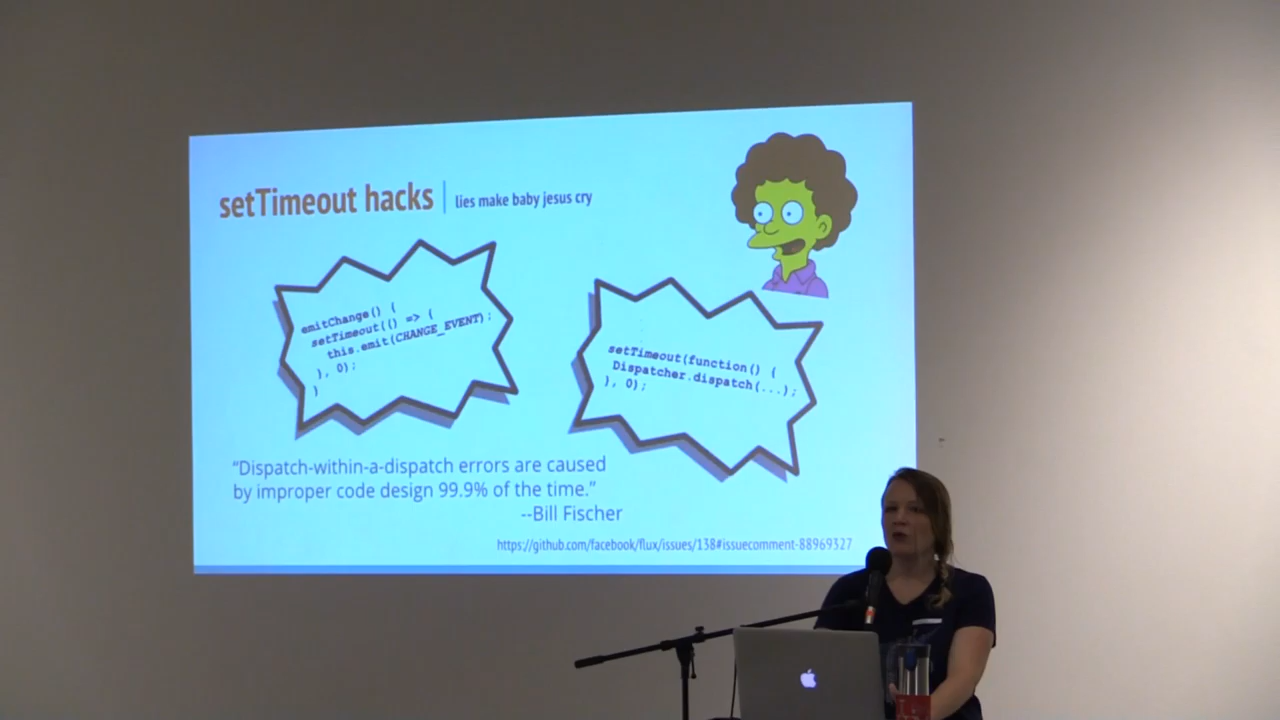 setTimeout hacks | lies make baby jesus cry
emitChange() {
setTimeout(() => {
this.emit(CHANGE_EVENT);
}, 0);
}
setTimeout(function() {
Dispatcher.dispatch(...);
}, 0);
“Dispatch-within-a-dispatch errors are caused
by improper code design 99.9% of the time.”
--Bill Fischer
https://github.com/facebook/flux/issues/138#issuecomment-88969327